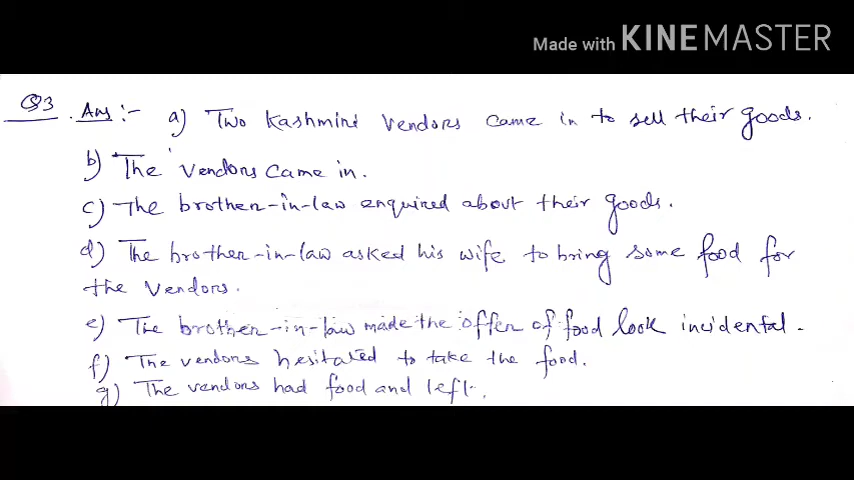 Made with KINEMASTER
Q3 Ans :- a) Two Kashmiri vendors came in to sell their goods.
b) The vendors came in.
c) The brother-in-law enquired about their goods.
d) The brother-in-law asked his wife to bring some food for
the vendors.
e) The brother-in-law made the offer of food look incidental.
f) The vendors hesitated to take the food.
g) The vendors had food and left.